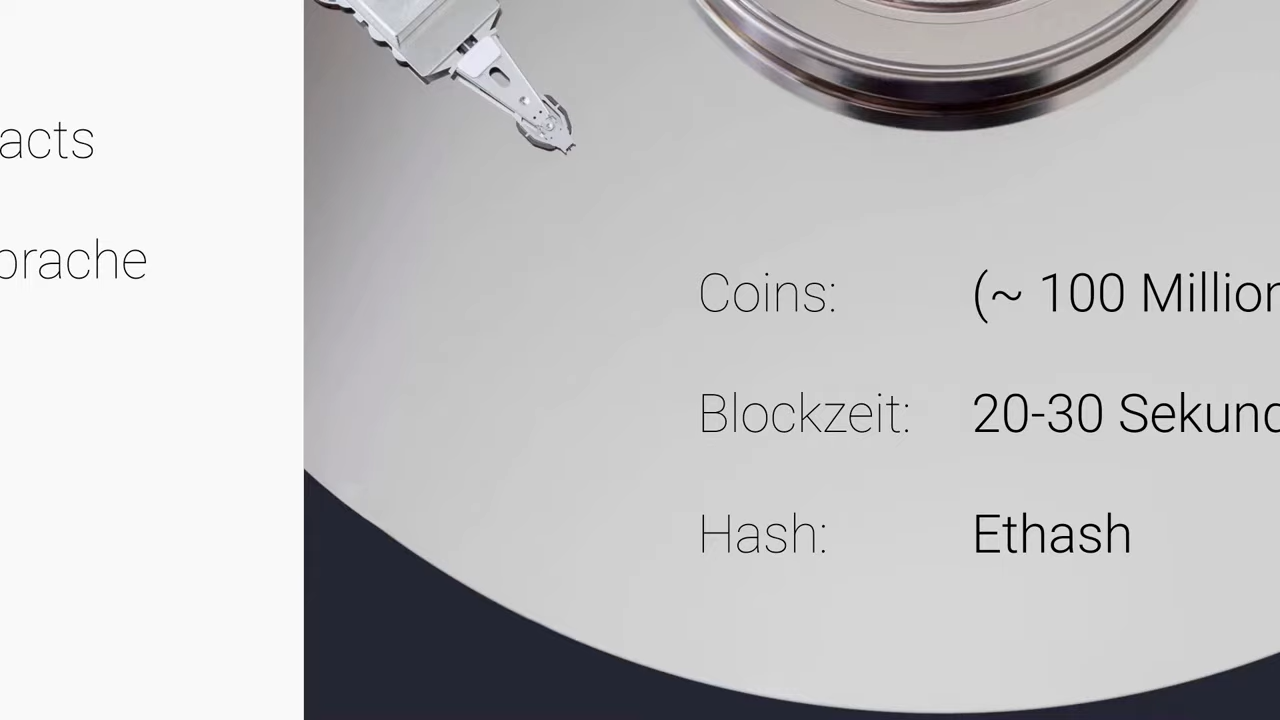 acts
prache
Coins: (~ 100 Million
Blockzeit: 20-30 Sekund
Hash: Ethash